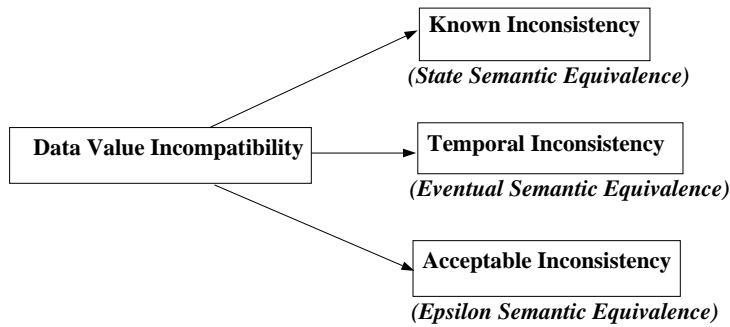 Known Inconsistency
(State Semantic Equivalence)
Data Value Incompatibility
Temporal Inconsistency
(Eventual Semantic Equivalence)
Acceptable Inconsistency
(Epsilon Semantic Equivalence)